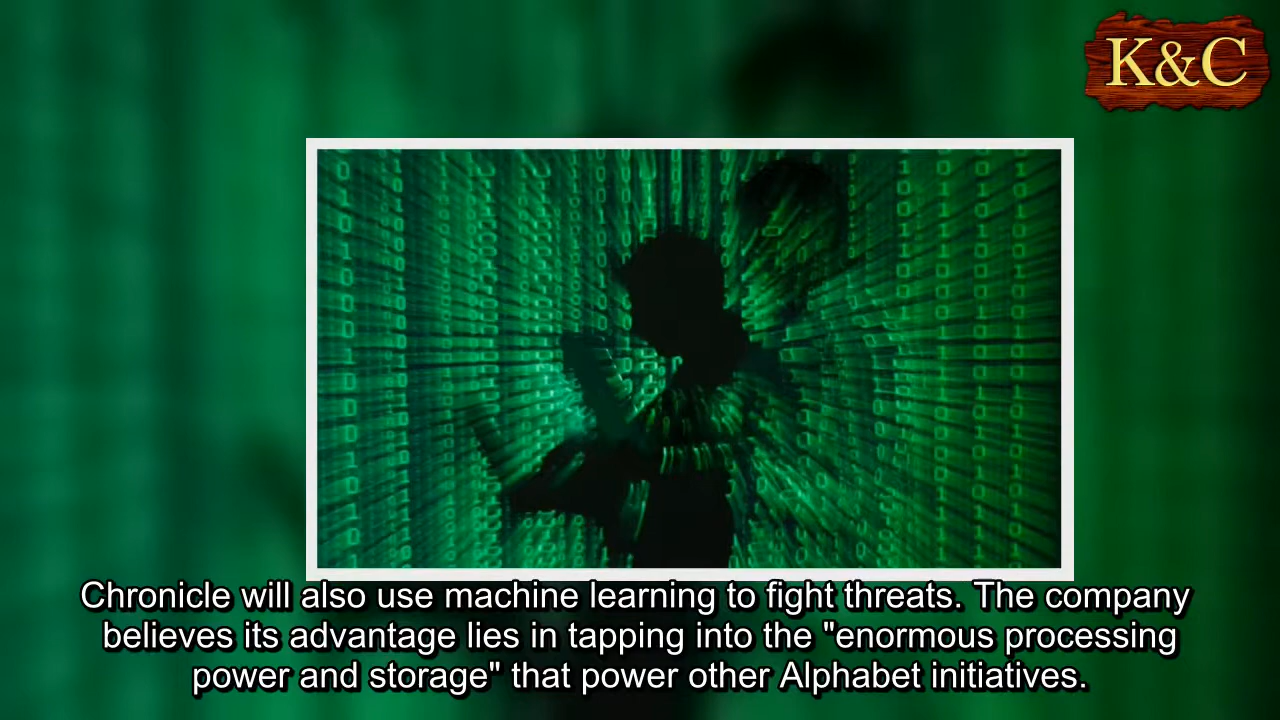 K&C
Chronicle will also use machine learning to fight threats. The company
believes its advantage lies in tapping into the "enormous processing
power and storage" that power other Alphabet initiatives.